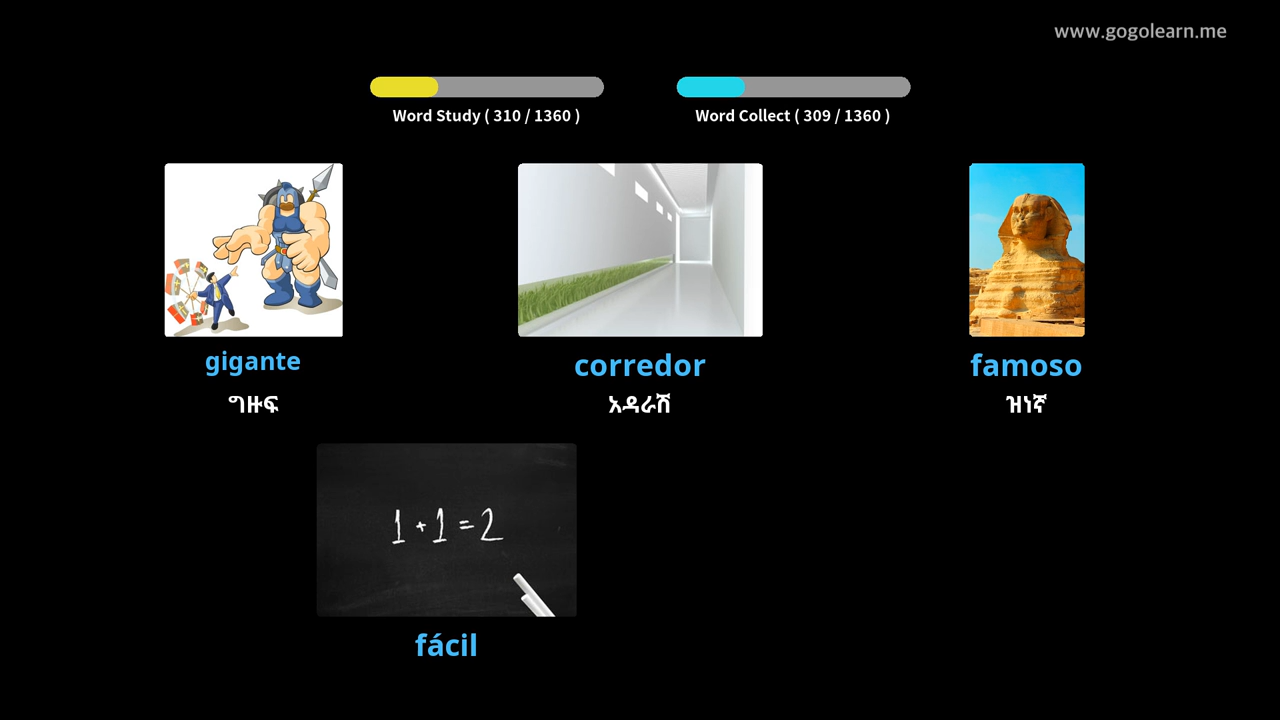 www.gogolearn.me
Word Study ( 310 / 1360 )
Word Collect ( 309 / 1360 )
gigante
corredor
famoso
ግዙፍ
አዳራሽ
ዝነኛ
1 + 1 = 2
fácil